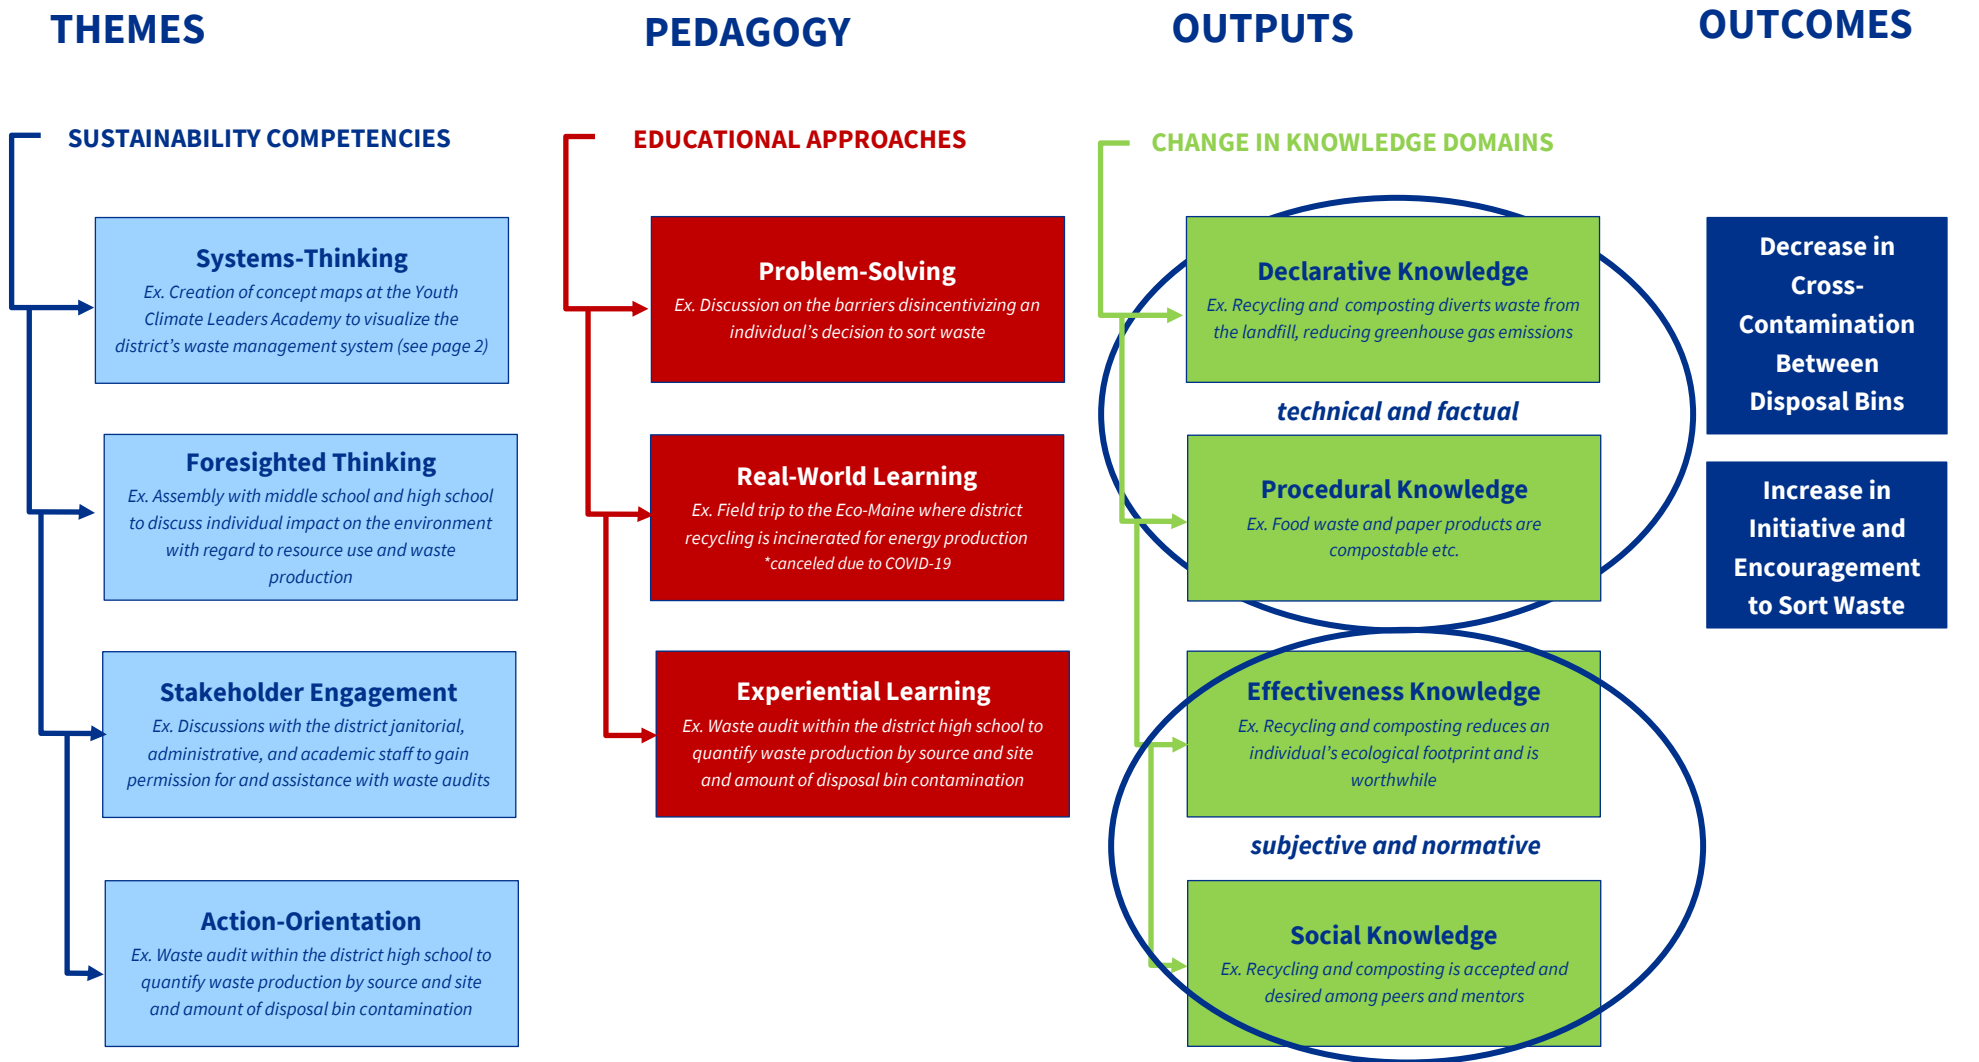 THEMES
PEDAGOGY
OUTPUTS
OUTCOMES
SUSTAINABILITY COMPETENCIES
Systems-Thinking
Ex. Creation of concept maps at the Youth
Climate Leaders Academy to visualize the
district’s waste management system (see page 2)
Foresighted Thinking
Ex. Assembly with middle school and high school
to discuss individual impact on the environment
with regard to resource use and waste
production
Stakeholder Engagement
Ex. Discussions with the district janitorial,
administrative, and academic staff to gain
permission for and assistance with waste audits
Action-Orientation
Ex. Waste audit within the district high school to
quantify waste production by source and site
and amount of disposal bin contamination
EDUCATIONAL APPROACHES
Problem-Solving
Ex. Discussion on the barriers disincentivizing an
individual’s decision to sort waste
Real-World Learning
Ex. Field trip to the Eco-Maine where district
recycling is incinerated for energy production
*canceled due to COVID-19
Experiential Learning
Ex. Waste audit within the district high school to
quantify waste production by source and site
and amount of disposal bin contamination
CHANGE IN KNOWLEDGE DOMAINS
Declarative Knowledge
Ex. Recycling and composting diverts waste from
the landfill, reducing greenhouse gas emissions
technical and factual
Procedural Knowledge
Ex. Food waste and paper products are
compostable etc.
Effectiveness Knowledge
Ex. Recycling and composting reduces an
individual’s ecological footprint and is
worthwhile
subjective and normative
Social Knowledge
Ex. Recycling and composting is accepted and
desired among peers and mentors
Decrease in
Cross-
Contamination
Between
Disposal Bins
Increase in
Initiative and
Encouragement
to Sort Waste